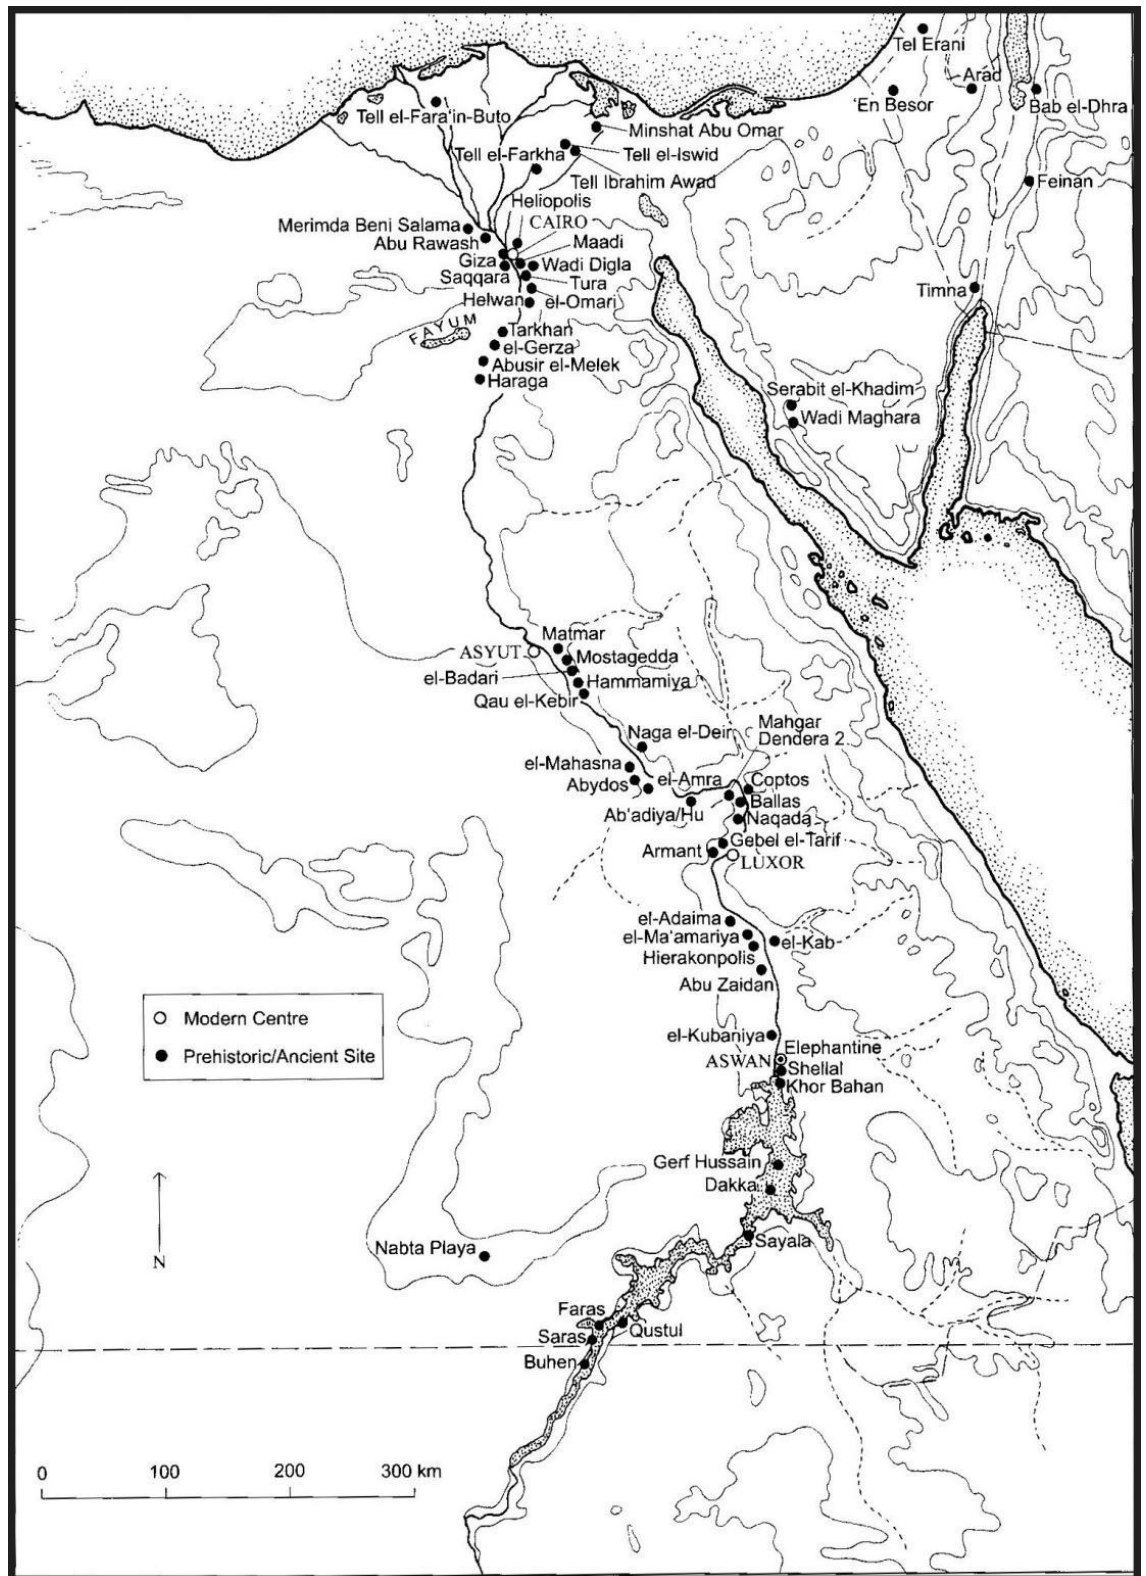 Tel Erani
Arad
'En Besor
Bab el-Dhra
Tell el-Fara'in-Buto
Minshat Abu Omar
Tell el-Farkha
Tell el-Iswid
Tell Ibrahim Awad
Feinan
Heliopolis
Merimda Beni Salama
CAIRO
Abu Rawash
Maadi
Giza
Wadi Digla
Saqqara
Tura
Timna
Helwan
el-Omari
FAYUM
Tarkhan
el-Gerza
Abusir el-Melek
Haraga
Serabit el-Khadim
Wadi Maghara
Matmar
ASYUT
Mostagedda
el-Badari
Hammamiya
Qau el-Kebir
Naga el-Deir
Mahgar
Dendera 2
el-Mahasna
el-Amra
Coptos
Abydos
Ballas
Ab'adiya/Hu
Naqada
Gebel el-Tarif
Armant
LUXOR
el-Adaima
el-Ma'amariya
el-Kab
Hierakonpolis
Abu Zaidan
Modern Centre
Prehistoric/Ancient Site
el-Kubaniya
Elephantine
ASWAN
Shellal
Khor Bahan
Gerf Hussain
Dakka
Sayala
N
Nabta Playa
Faras
Qustul
Saras
Buhen
0 100 200 300 km